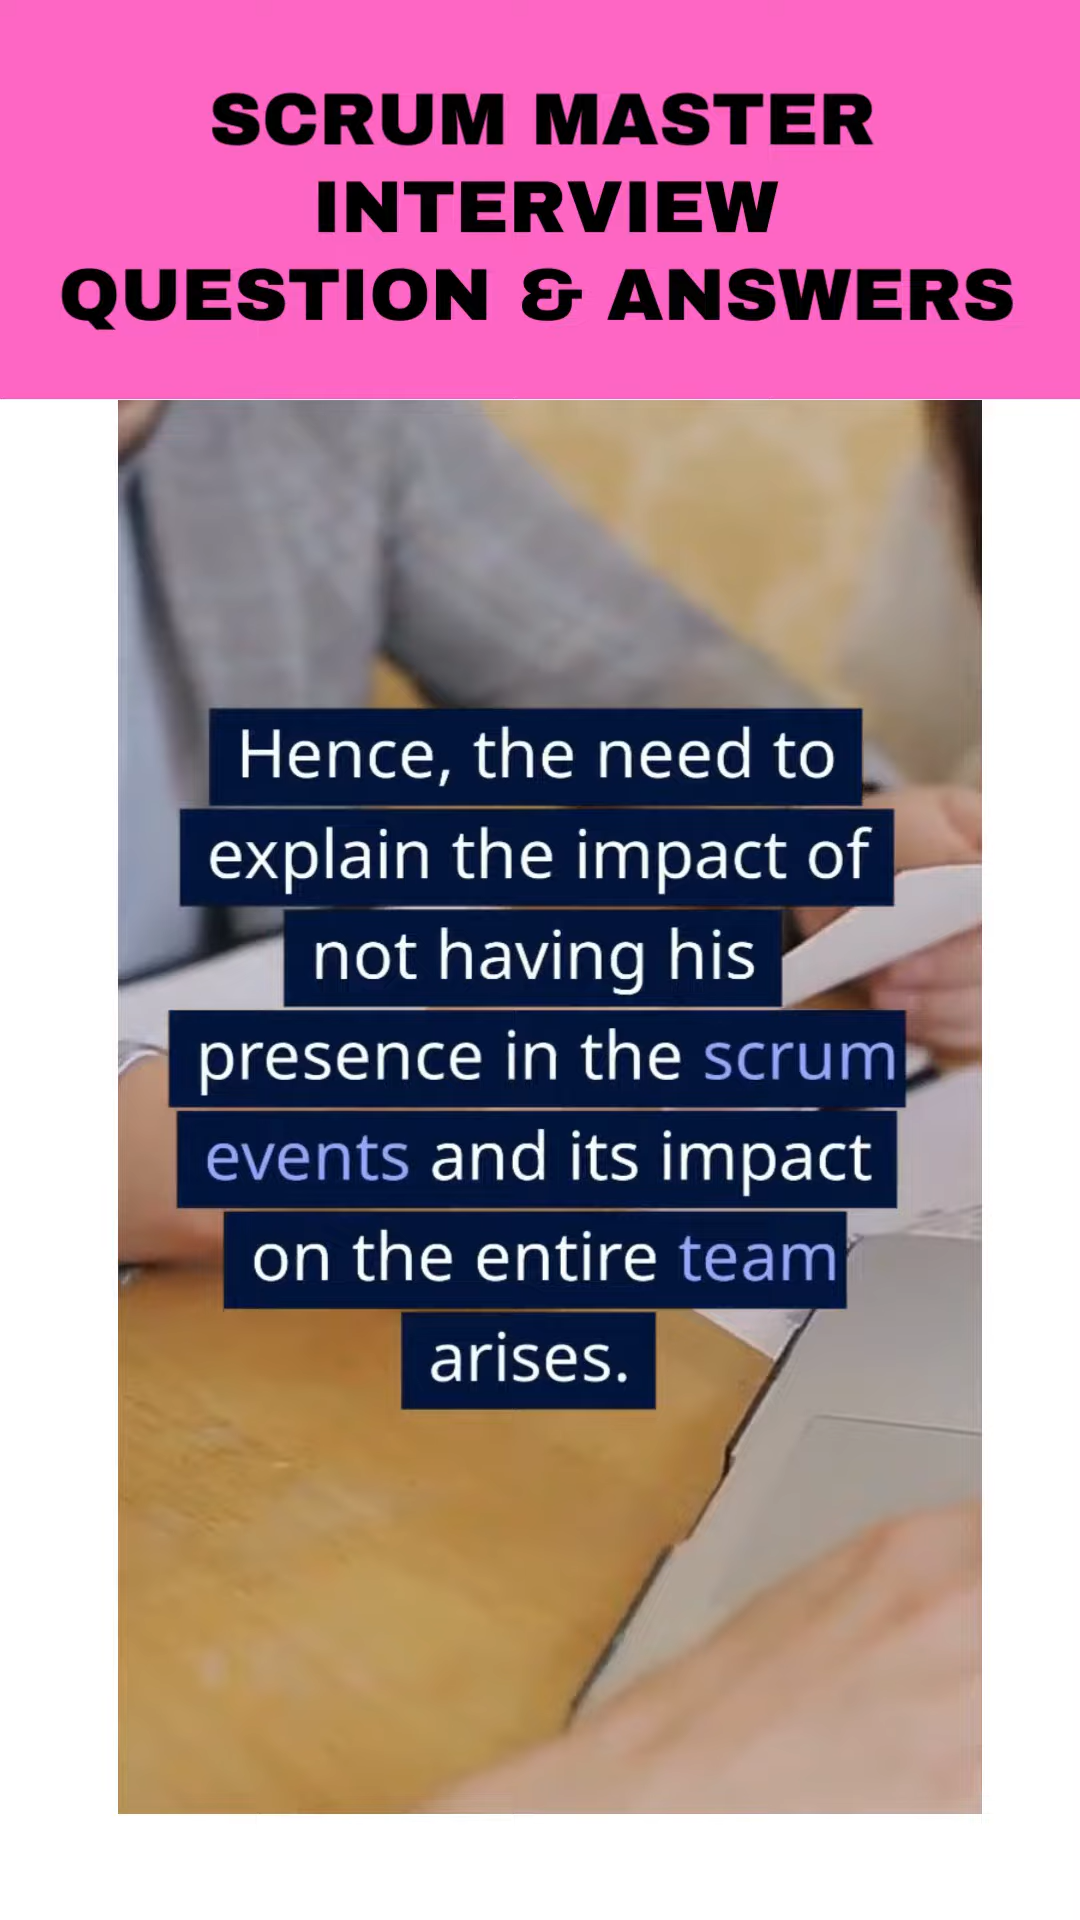 SCRUM MASTER
INTERVIEW
QUESTION & ANSWERS
Hence, the need to
explain the impact of
not having his
presence in the scrum
events and its impact
on the entire team
arises.